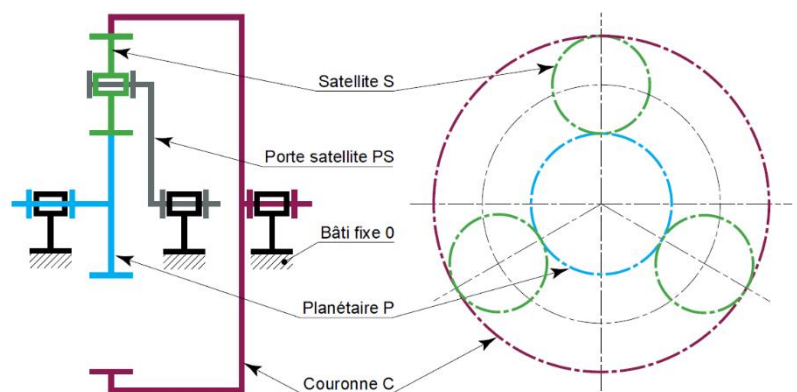 Satellite S
Porte satellite PS
Bâti fixe 0
Planétaire P
Couronne C